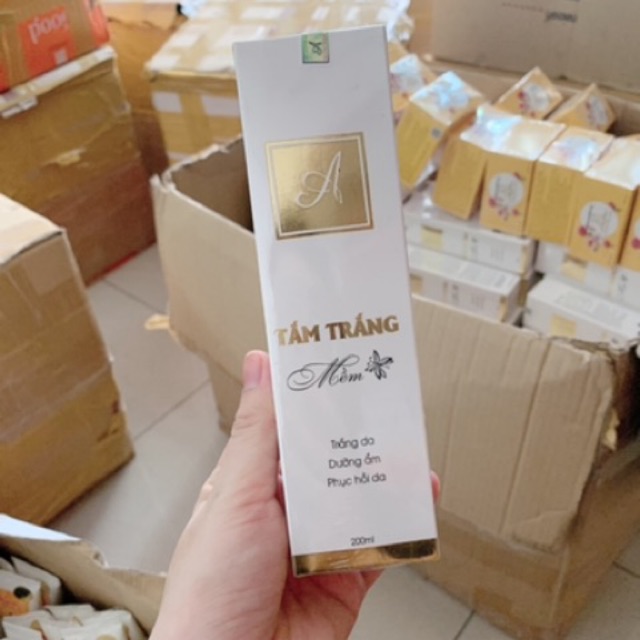 A
TẮM TRẮNG
Mềm
Trắng da
Dưỡng ẩm
Phục hồi da
200ml